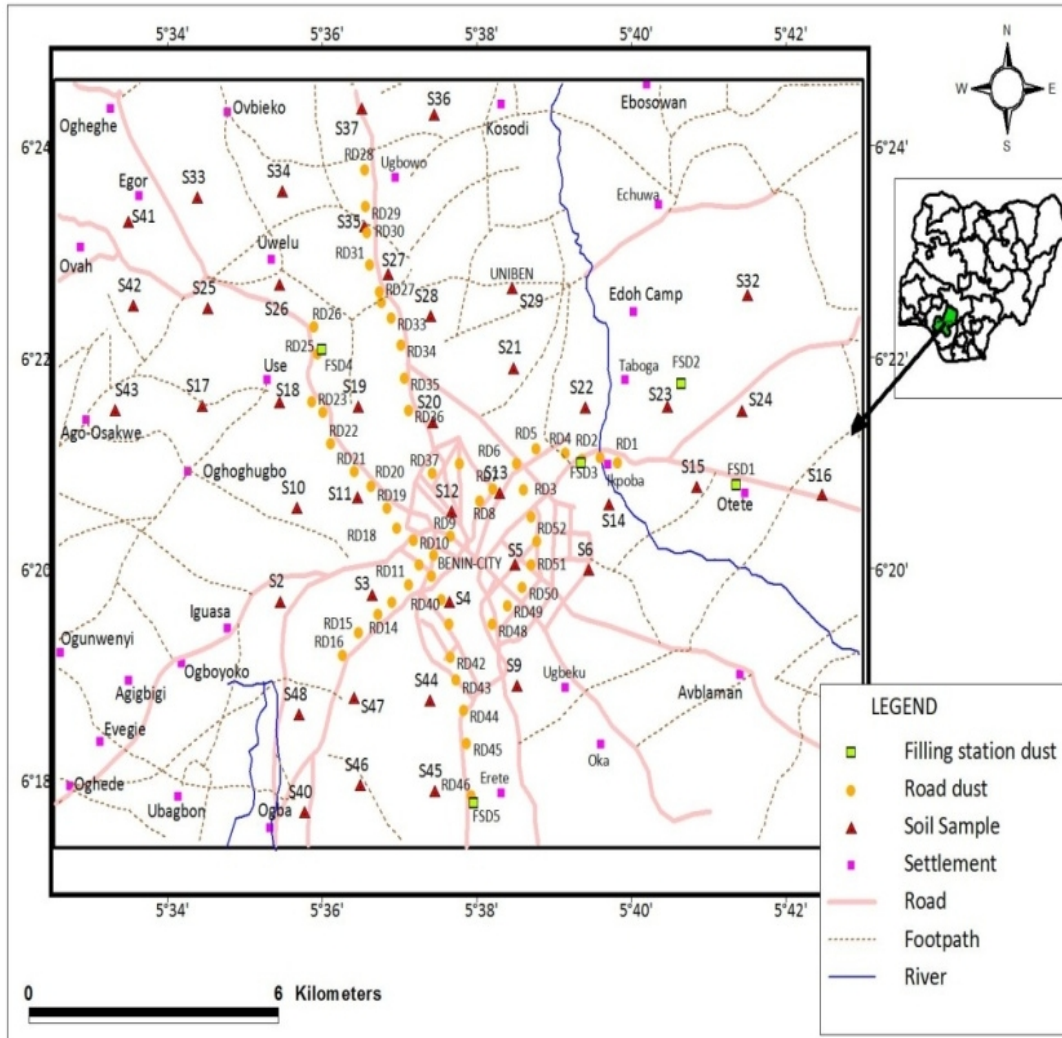 5°34'
5°36'
5°38'
5°40'
5°42'
N
W
E
S
6°24'
6°22'
6°20'
6°18'
6°24'
6°22'
6°20'
Ogheghe
Ovbieko
S37
S36
Kosodi
Ebosowan
RD28
Ugbowo
Egor
S33
S34
Echuwa
S41
S35
RD29
RD30
Uwelu
Ovah
RD31
S27
UNIBEN
S42
S25
S26
RD27
S28
S29
Edoh Camp
S32
RD26
RD33
RD25
FSD4
RD34
Use
S21
Taboga
FSD2
S43
S17
S18
RD23
S19
RD35
S20
RD26
S22
S23
S24
Ago-Osakwe
RD22
RD5
RD4
RD2
RD1
RD6
Oghoghugbo
RD21
RD20
RD37
RD7
S13
RD3
FSD3
Ikpoba
S15
FSD1
S16
Otete
S10
S11
RD19
S12
RD8
S14
RD18
RD9
RD10
RD52
BENIN-CITY
S5
RD51
S6
RD11
S2
S3
RD40
S4
RD50
RD49
Iguasa
RD15
RD14
RD48
RD16
Ogunwenyi
Ogboyoko
RD42
Agigbigi
S48
S47
S44
RD43
S9
Ugbeku
Avblaman
RD44
Evegie
RD45
Oka
Oghede
S46
S45
RD46
Erete
Ubagbon
Ogba
S40
FSD5
5°34'
5°36'
5°38'
5°40'
5°42'
LEGEND
Filling station dust
Road dust
Soil Sample
Settlement
Road
Footpath
River
0
6
Kilometers